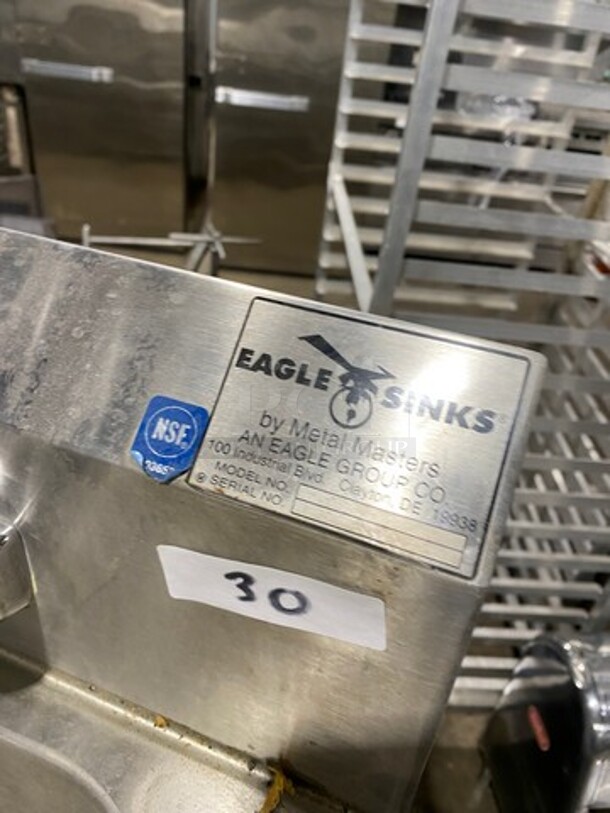 EAGLE SINKS
by Metal Masters
AN EAGLE GROUP CO.
100 Industrial Blvd. Clayton, DE 19938
MODEL NO.
® SERIAL NO.
NSF
30